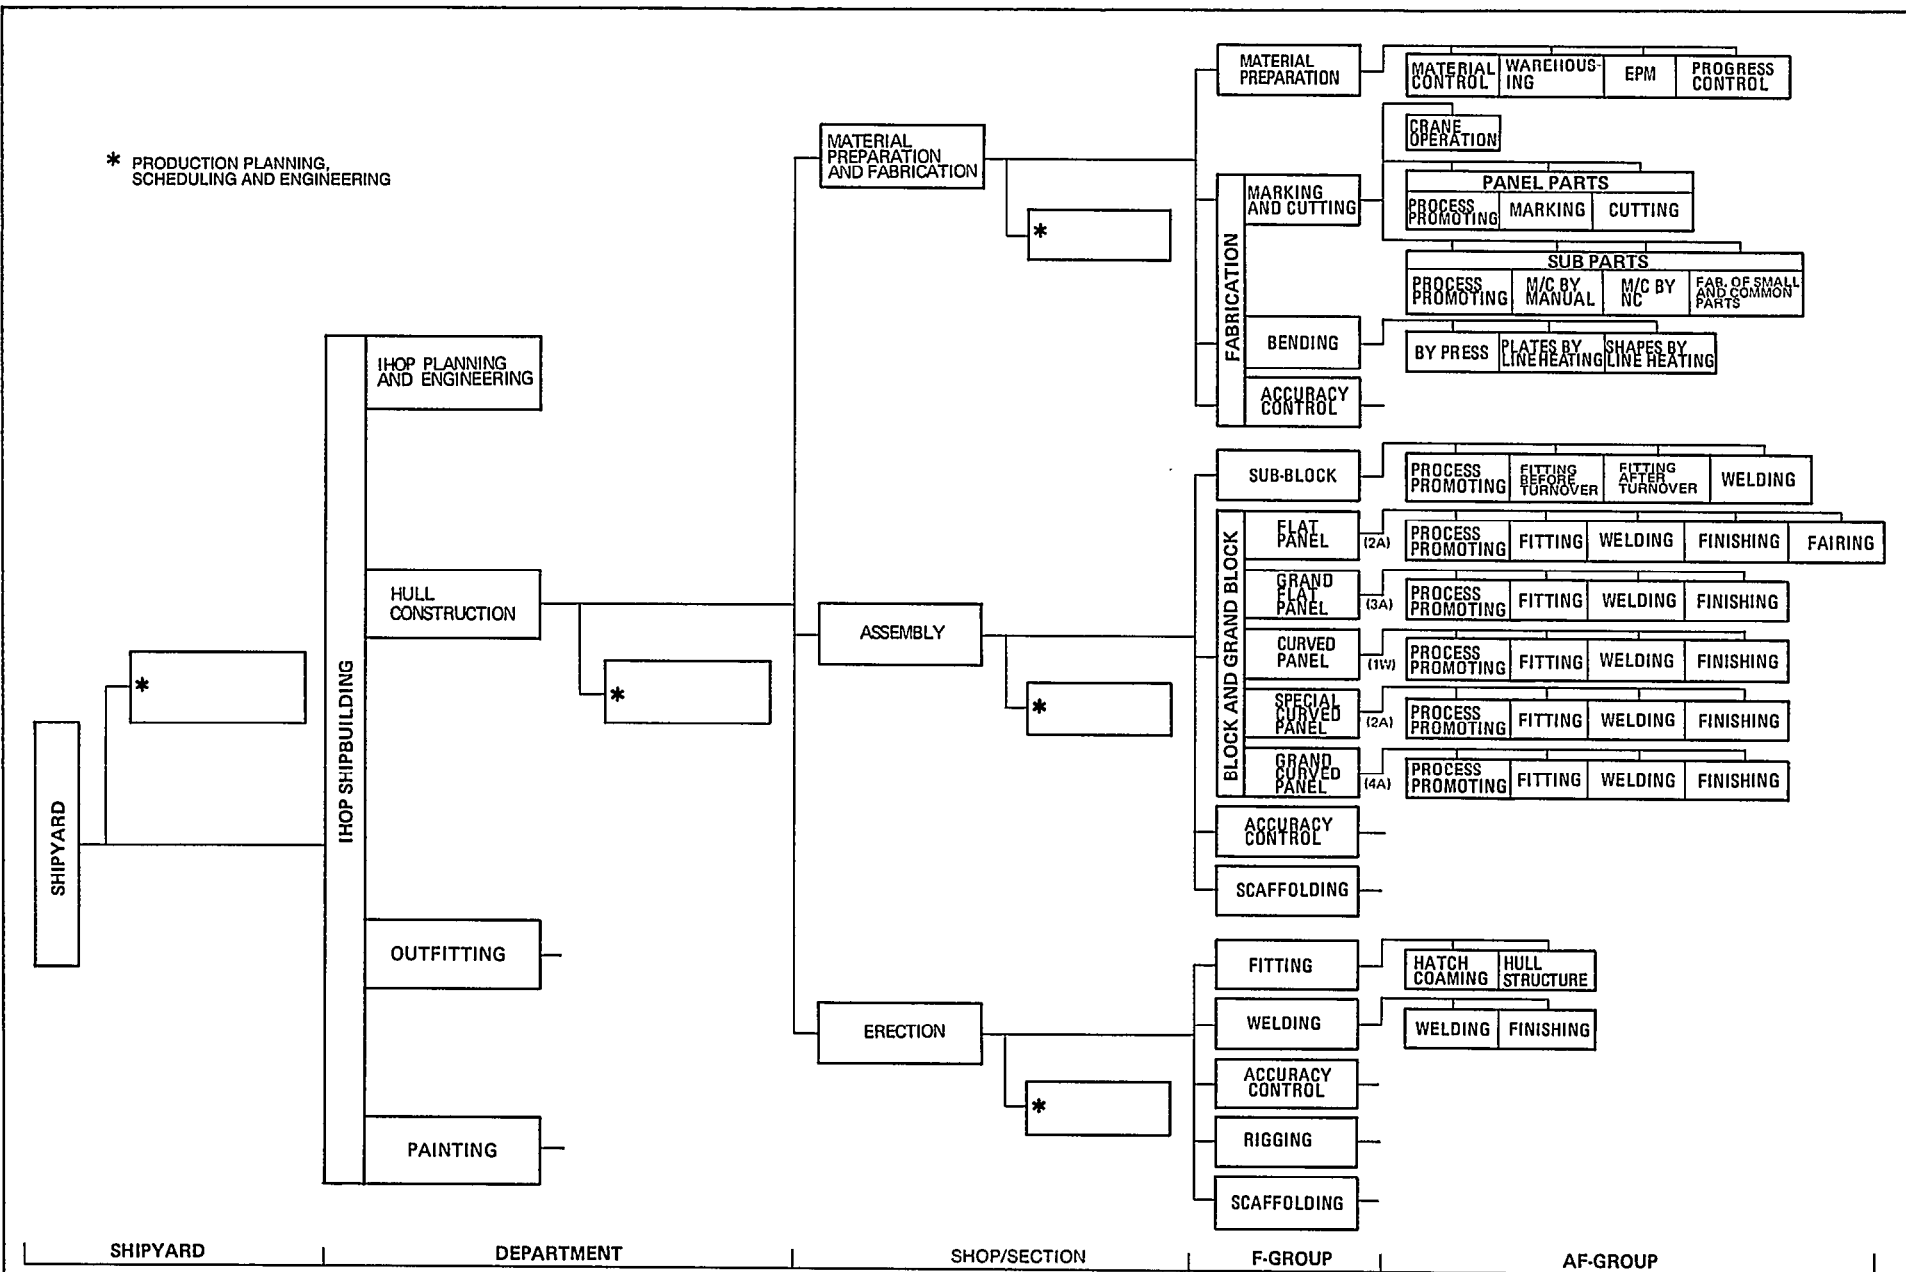 * PRODUCTION PLANNING,
SCHEDULING AND ENGINEERING
SHIPYARD
*
IHOP SHIPBUILDING
IHOP PLANNING
AND ENGINEERING
HULL
CONSTRUCTION
OUTFITTING
PAINTING
*
MATERIAL
PREPARATION
AND FABRICATION
*
ASSEMBLY
*
ERECTION
*
MATERIAL
PREPARATION
MATERIAL
CONTROL
WAREHOUS-
ING
EPM
PROGRESS
CONTROL
FABRICATION
MARKING
AND CUTTING
CRANE
OPERATION
PANEL PARTS
PROCESS
PROMOTING
MARKING
CUTTING
SUB PARTS
PROCESS
PROMOTING
M/C BY
MANUAL
M/C BY
NC
FAB. OF SMALL
AND COMMON
PARTS
BENDING
BY PRESS
PLATES BY
LINEHEATING
SHAPES BY
LINE HEATING
ACCURACY
CONTROL
SUB-BLOCK
PROCESS
PROMOTING
FITTING
BEFORE
TURNOVER
FITTING
AFTER
TURNOVER
WELDING
BLOCK AND GRAND BLOCK
FLAT
PANEL
(2A)
PROCESS
PROMOTING
FITTING
WELDING
FINISHING
FAIRING
GRAND
FLAT
PANEL
(3A)
PROCESS
PROMOTING
FITTING
WELDING
FINISHING
CURVED
PANEL
(1W)
PROCESS
PROMOTING
FITTING
WELDING
FINISHING
SPECIAL
CURVED
PANEL
(2A)
PROCESS
PROMOTING
FITTING
WELDING
FINISHING
GRAND
CURVED
PANEL
(4A)
PROCESS
PROMOTING
FITTING
WELDING
FINISHING
ACCURACY
CONTROL
SCAFFOLDING
FITTING
HATCH
COAMING
HULL
STRUCTURE
WELDING
WELDING
FINISHING
ACCURACY
CONTROL
RIGGING
SCAFFOLDING
SHIPYARD
DEPARTMENT
SHOP/SECTION
F-GROUP
AF-GROUP